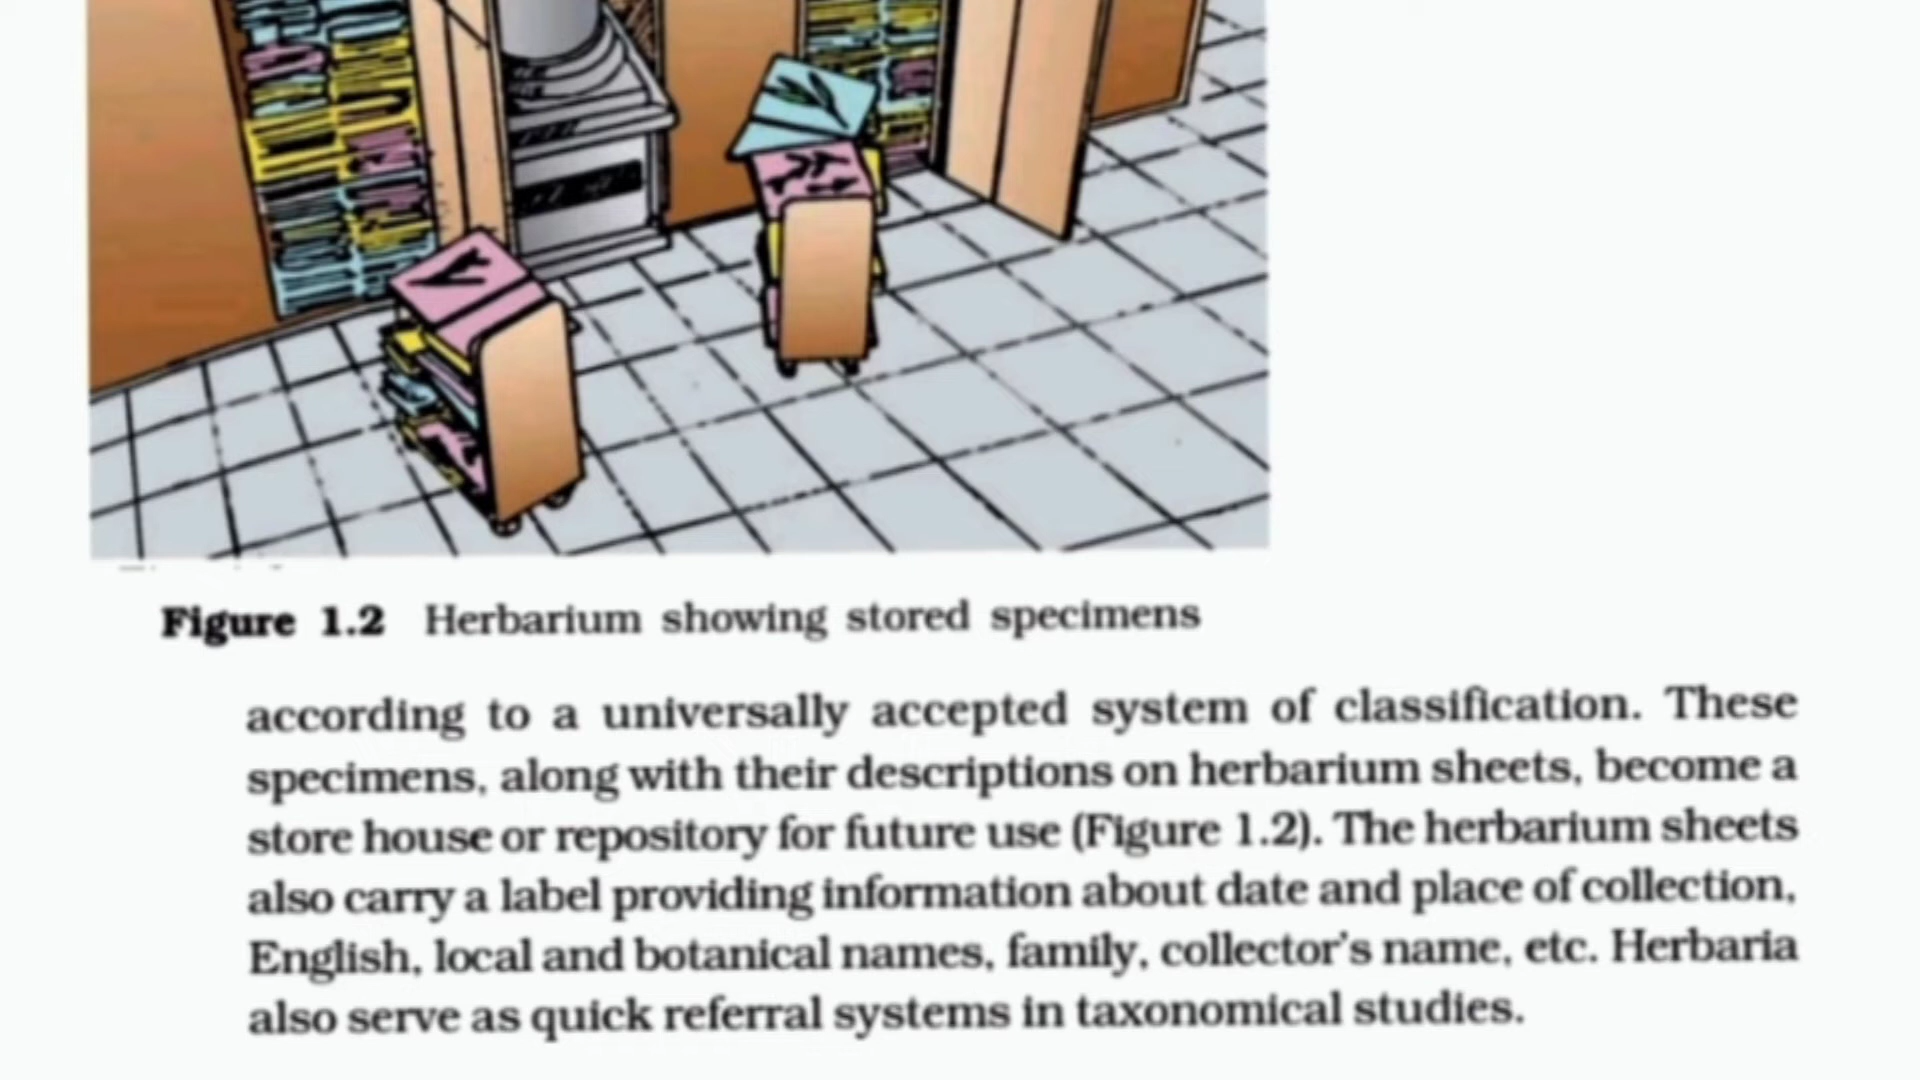 Figure 1.2 Herbarium showing stored specimens
according to a universally accepted system of classification. These
specimens, along with their descriptions on herbarium sheets, become a
store house or repository for future use (Figure 1.2). The herbarium sheets
also carry a label providing information about date and place of collection,
English, local and botanical names, family, collector's name, etc. Herbaria
also serve as quick referral systems in taxonomical studies.